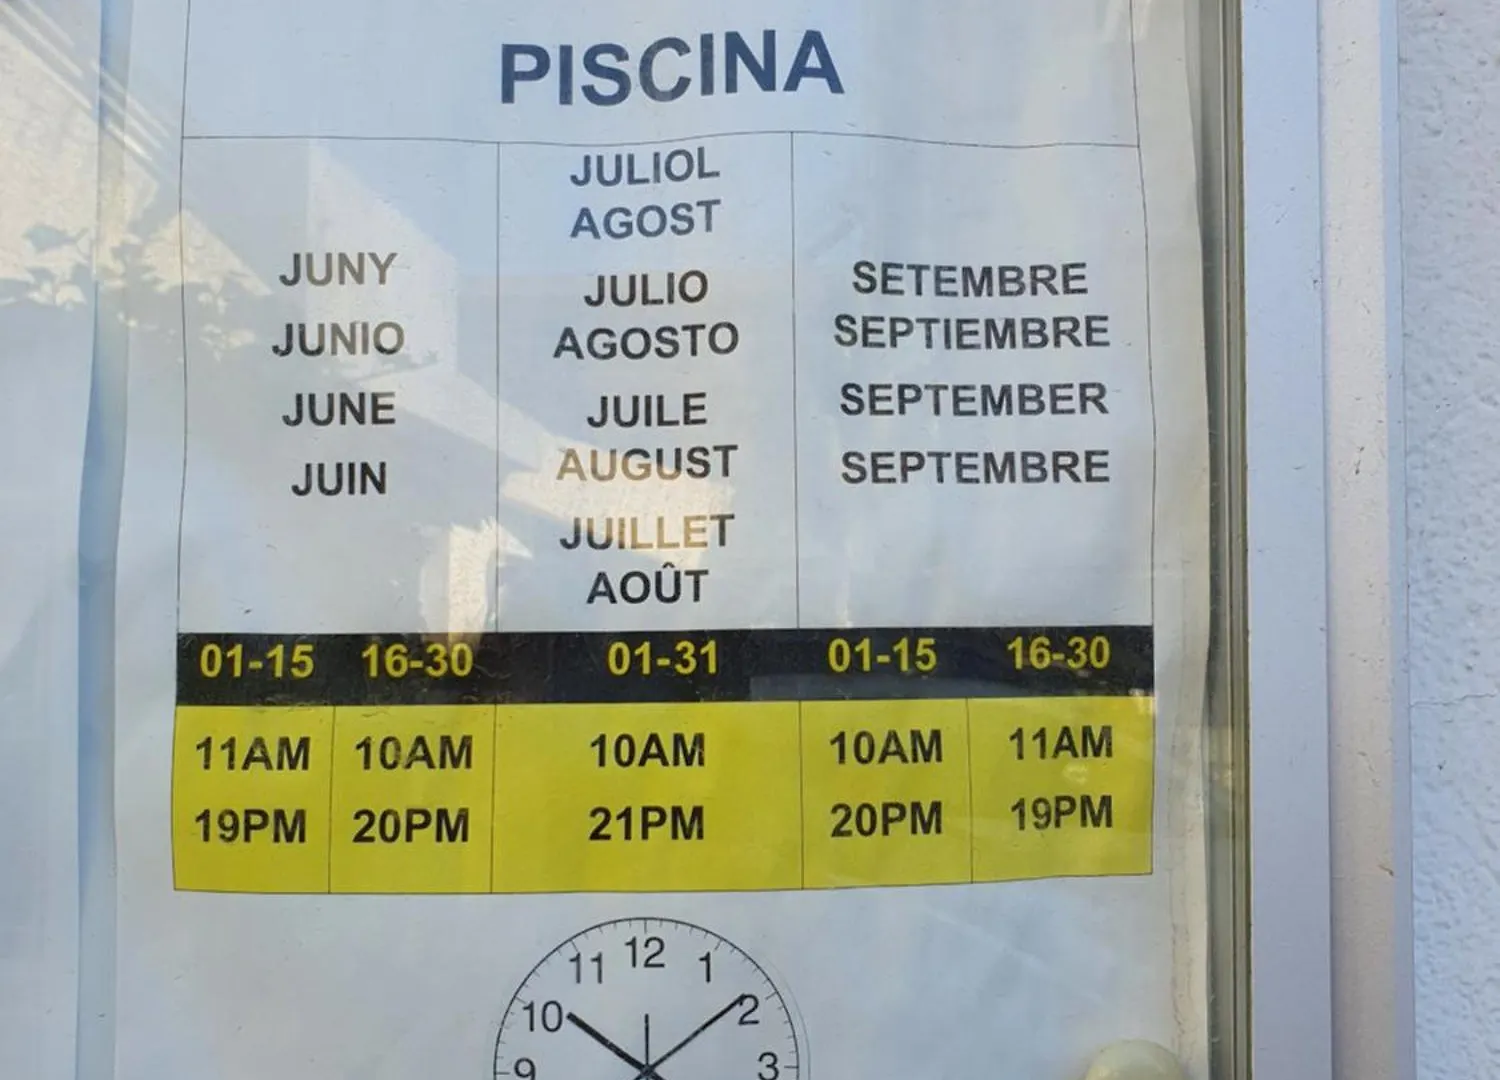 PISCINA
JUNY
JUNIO
JUNE
JUIN
JULIOL
AGOST
JULIO
AGOSTO
JUILE
AUGUST
JUILLET
AOÛT
SETEMBRE
SEPTIEMBRE
SEPTEMBER
SEPTEMBRE
01-15 16-30 01-31 01-15 16-30
11AM 10AM 10AM 10AM 11AM
19PM 20PM 21PM 20PM 19PM
12
11 1
10 2
9 3